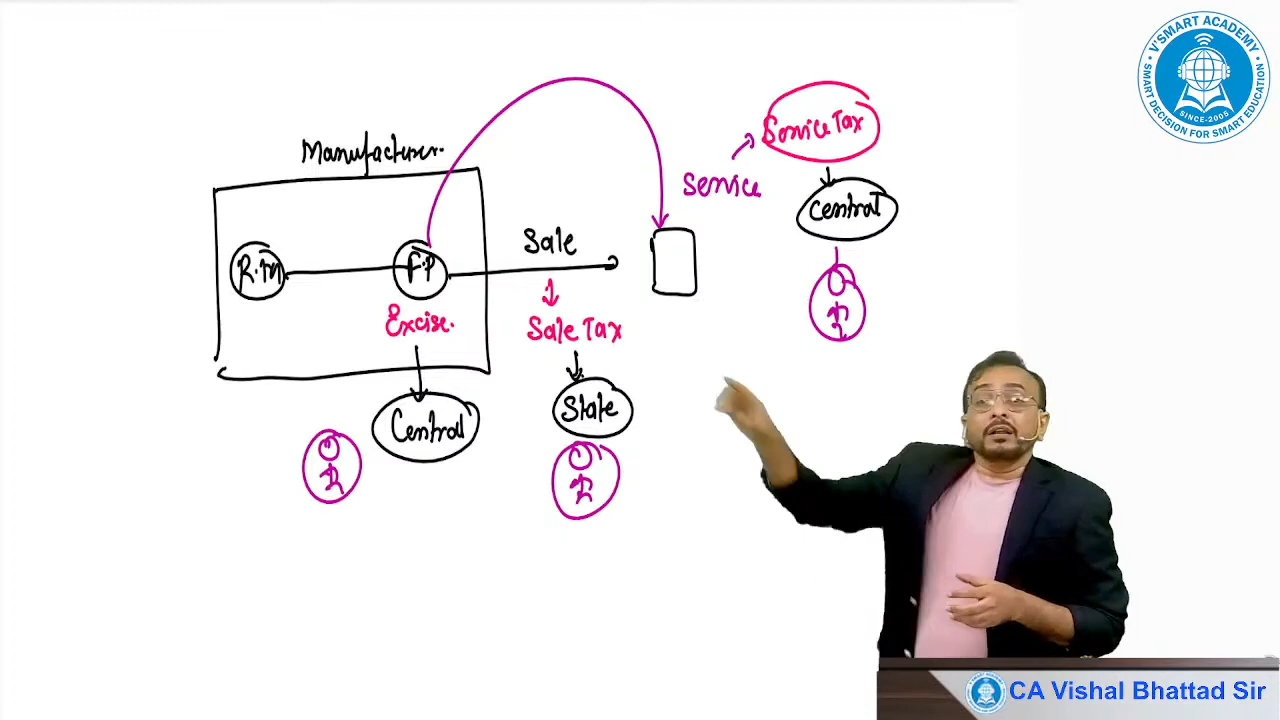 V'SMART ACADEMY
SMART DECISION FOR SMART EDUCATION
SINCE-2005
Manufacturer.
Service Tax
Service
Central
Sale
R.M
F.P
Excise.
Sale Tax
Central
State
CA Vishal Bhattad Sir